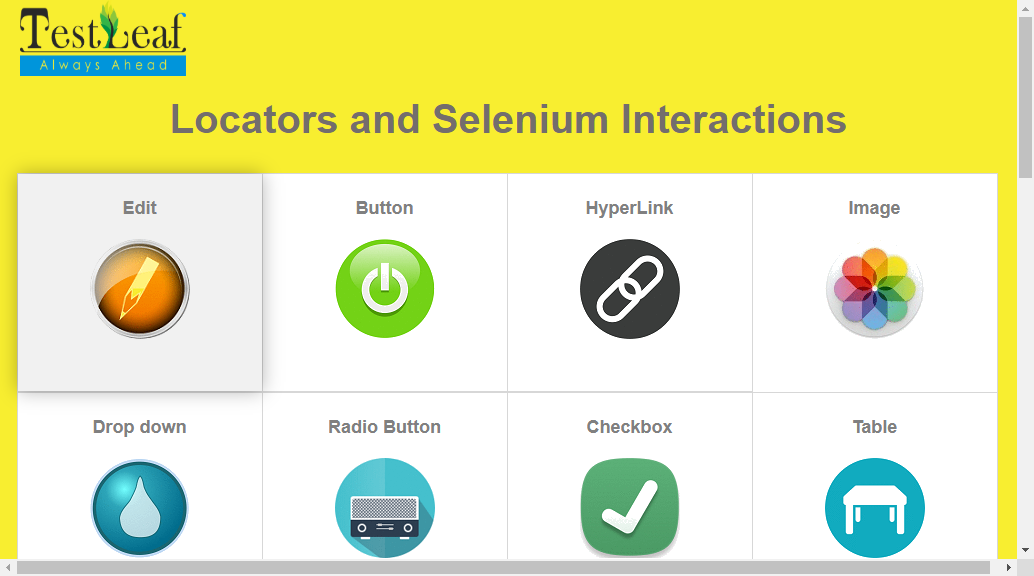 TestLeaf
Always Ahead
Locators and Selenium Interactions
Edit
Button
HyperLink
Image
Drop down
Radio Button
Checkbox
Table